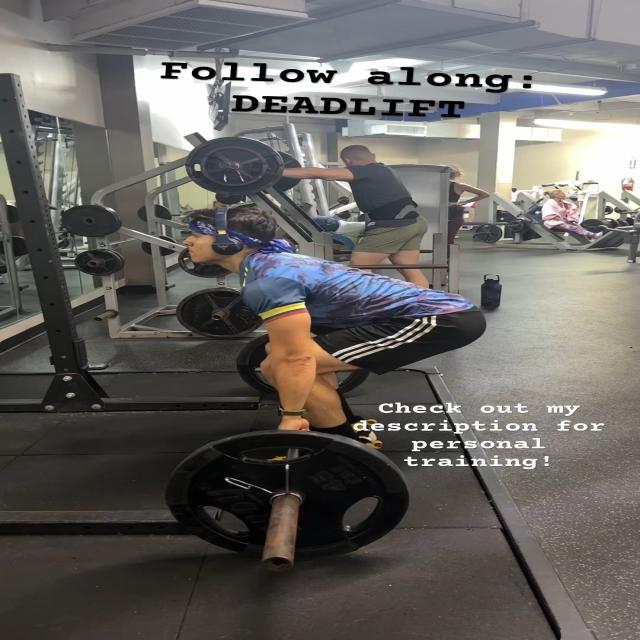 Follow along:
DEADLIFT
Check out my
description for
personal
training!